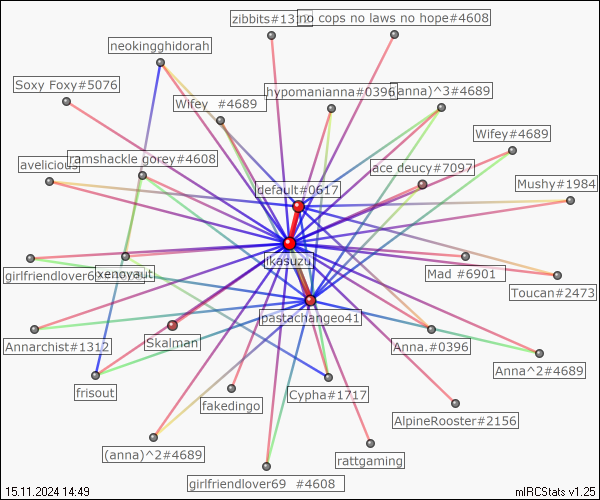 zibbits#1312
no cops no laws no hope#4608
neokingghidorah
Soxy Foxy#5076
hypomanianna#0396
(anna)^3#4689
Wifey #4689
Wifey#4689
ramshackle gorey#4608
avelicious
ace deucy#7097
default#0617
Mushy#1984
ikasuzu
girlfriendlover6
xenoyault
Mad #6901
Toucan#2473
pastachangeo41
Annarchist#1312
Skalman
Anna.#0396
Anna^2#4689
frisout
Cypha#1717
fakedingo
AlpineRooster#2156
(anna)^2#4689
rattgaming
girlfriendlover69 #4608
15.11.2024 14:49
mIRCStats v1.25